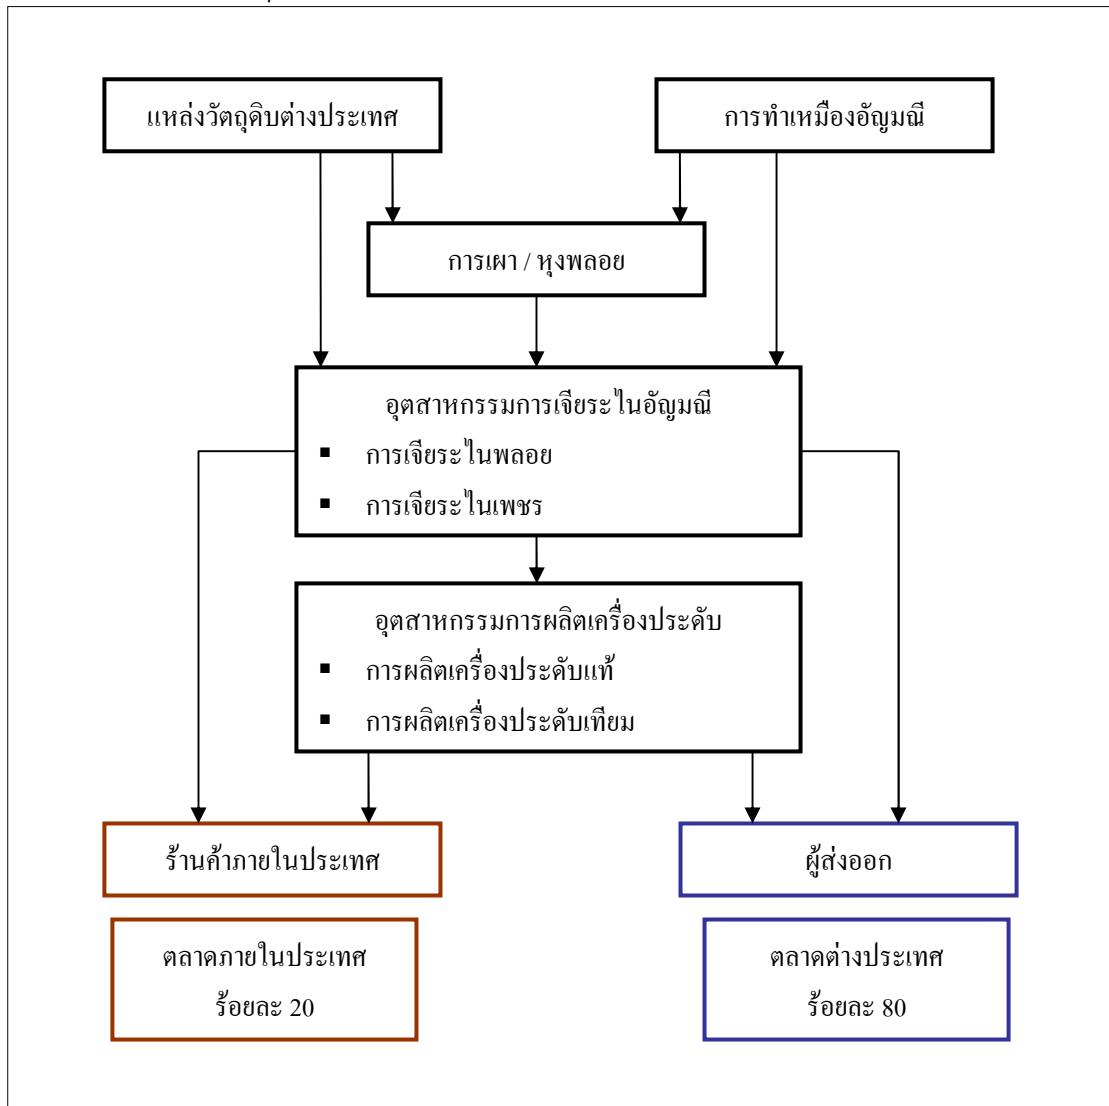 แหล่งวัตถุดิบต่างประเทศ
การทำเหมืองอัญมณี
การเผา / หุงพลอย
อุตสาหกรรมการเจียระไนอัญมณี
▪ การเจียระไนพลอย
▪ การเจียระไนเพชร
อุตสาหกรรมการผลิตเครื่องประดับ
▪ การผลิตเครื่องประดับแท้
▪ การผลิตเครื่องประดับเทียม
ร้านค้าภายในประเทศ
ผู้ส่งออก
ตลาดภายในประเทศ
ร้อยละ 20
ตลาดต่างประเทศ
ร้อยละ 80